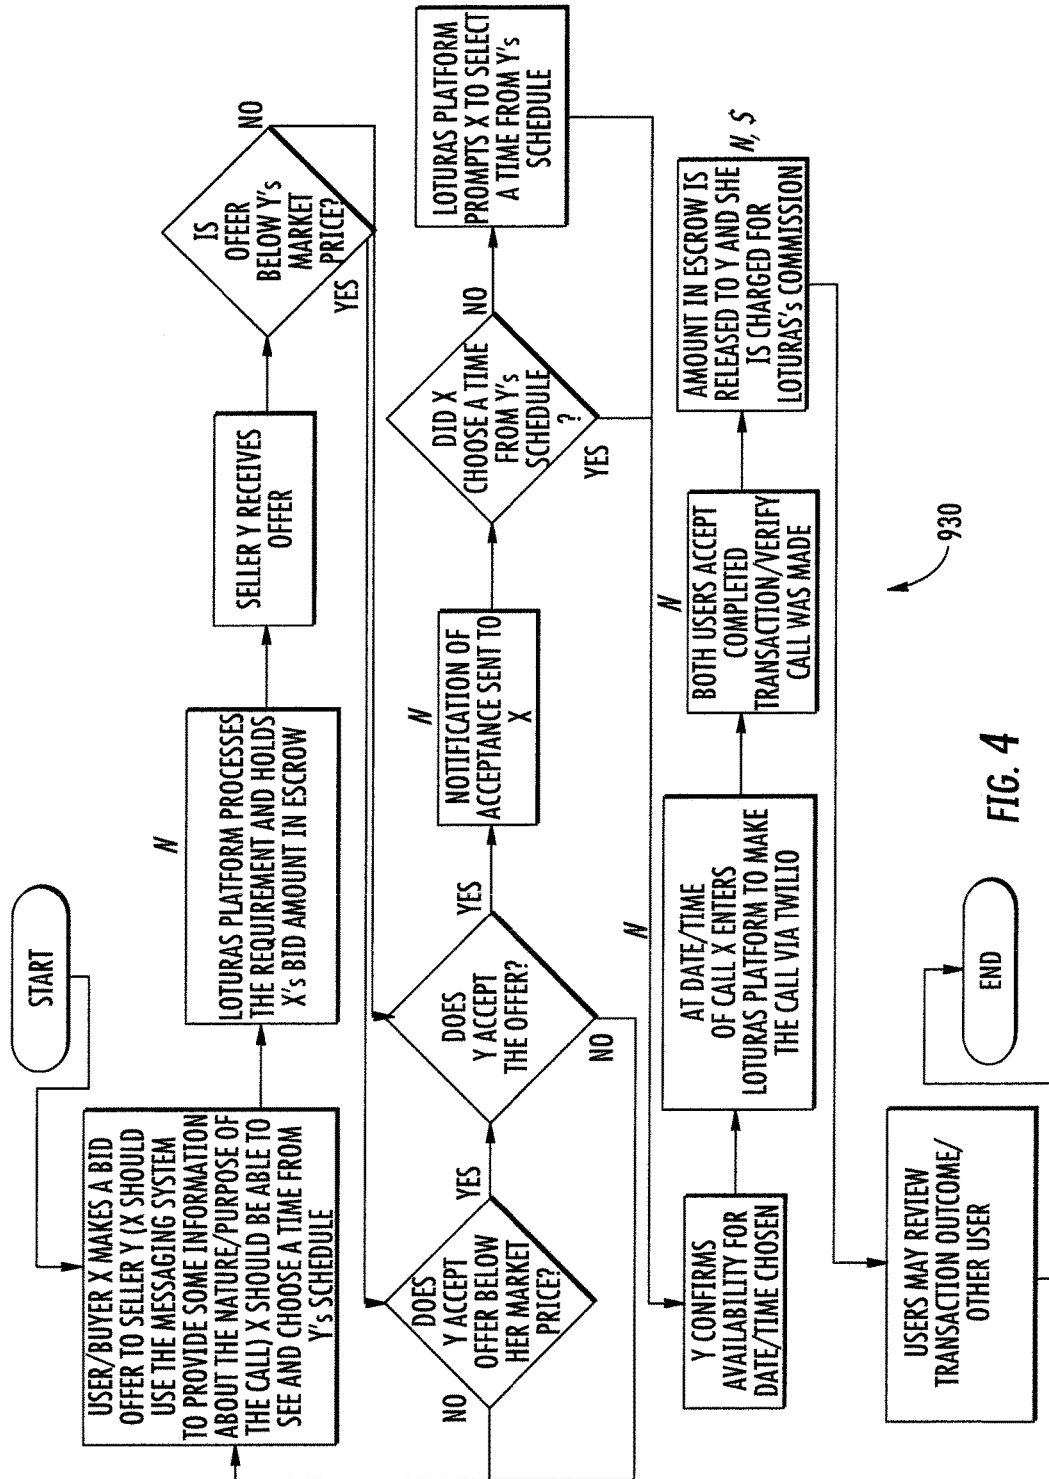 START
USER/BUYER X MAKES A BID
OFFER TO SELLER Y (X SHOULD
USE THE MESSAGING SYSTEM
TO PROVIDE SOME INFORMATION
ABOUT THE NATURE/PURPOSE OF
THE CALL) X SHOULD BE ABLE TO
SEE AND CHOOSE A TIME FROM
Y's SCHEDULE
N
LOTURAS PLATFORM PROCESSES
THE REQUIREMENT AND HOLDS
X's BID AMOUNT IN ESCROW
SELLER Y RECEIVES
OFFER
IS
OFEER
BELOW Y's
MARKET
PRICE?
NO
YES
DOES
Y ACCEPT
OFFER BELOW
HER MARKET
PRICE?
NO
YES
DOES
Y ACCEPT
THE OFFER?
YES
NO
N
NOTIFICATION OF
ACCEPTANCE SENT TO
X
DID X
CHOOSE A TIME
FROM Y's
SCHEDULE
?
NO
YES
LOTURAS PLATFORM
PROMPTS X TO SELECT
A TIME FROM Y's
SCHEDULE
Y CONFIRMS
AVAILABILITY FOR
DATE/TIME CHOSEN
N
AT DATE/TIME
OF CALL X ENTERS
LOTURAS PLATFORM TO MAKE
THE CALL VIA TWILIO
N
BOTH USERS ACCEPT
COMPLETED
TRANSACTION/VERIFY
CALL WAS MADE
N, $
AMOUNT IN ESCROW IS
RELEASED TO Y AND SHE
IS CHARGED FOR
LOTURAS's COMMISSION
USERS MAY REVIEW
TRANSACTION OUTCOME/
OTHER USER
END
930
FIG. 4